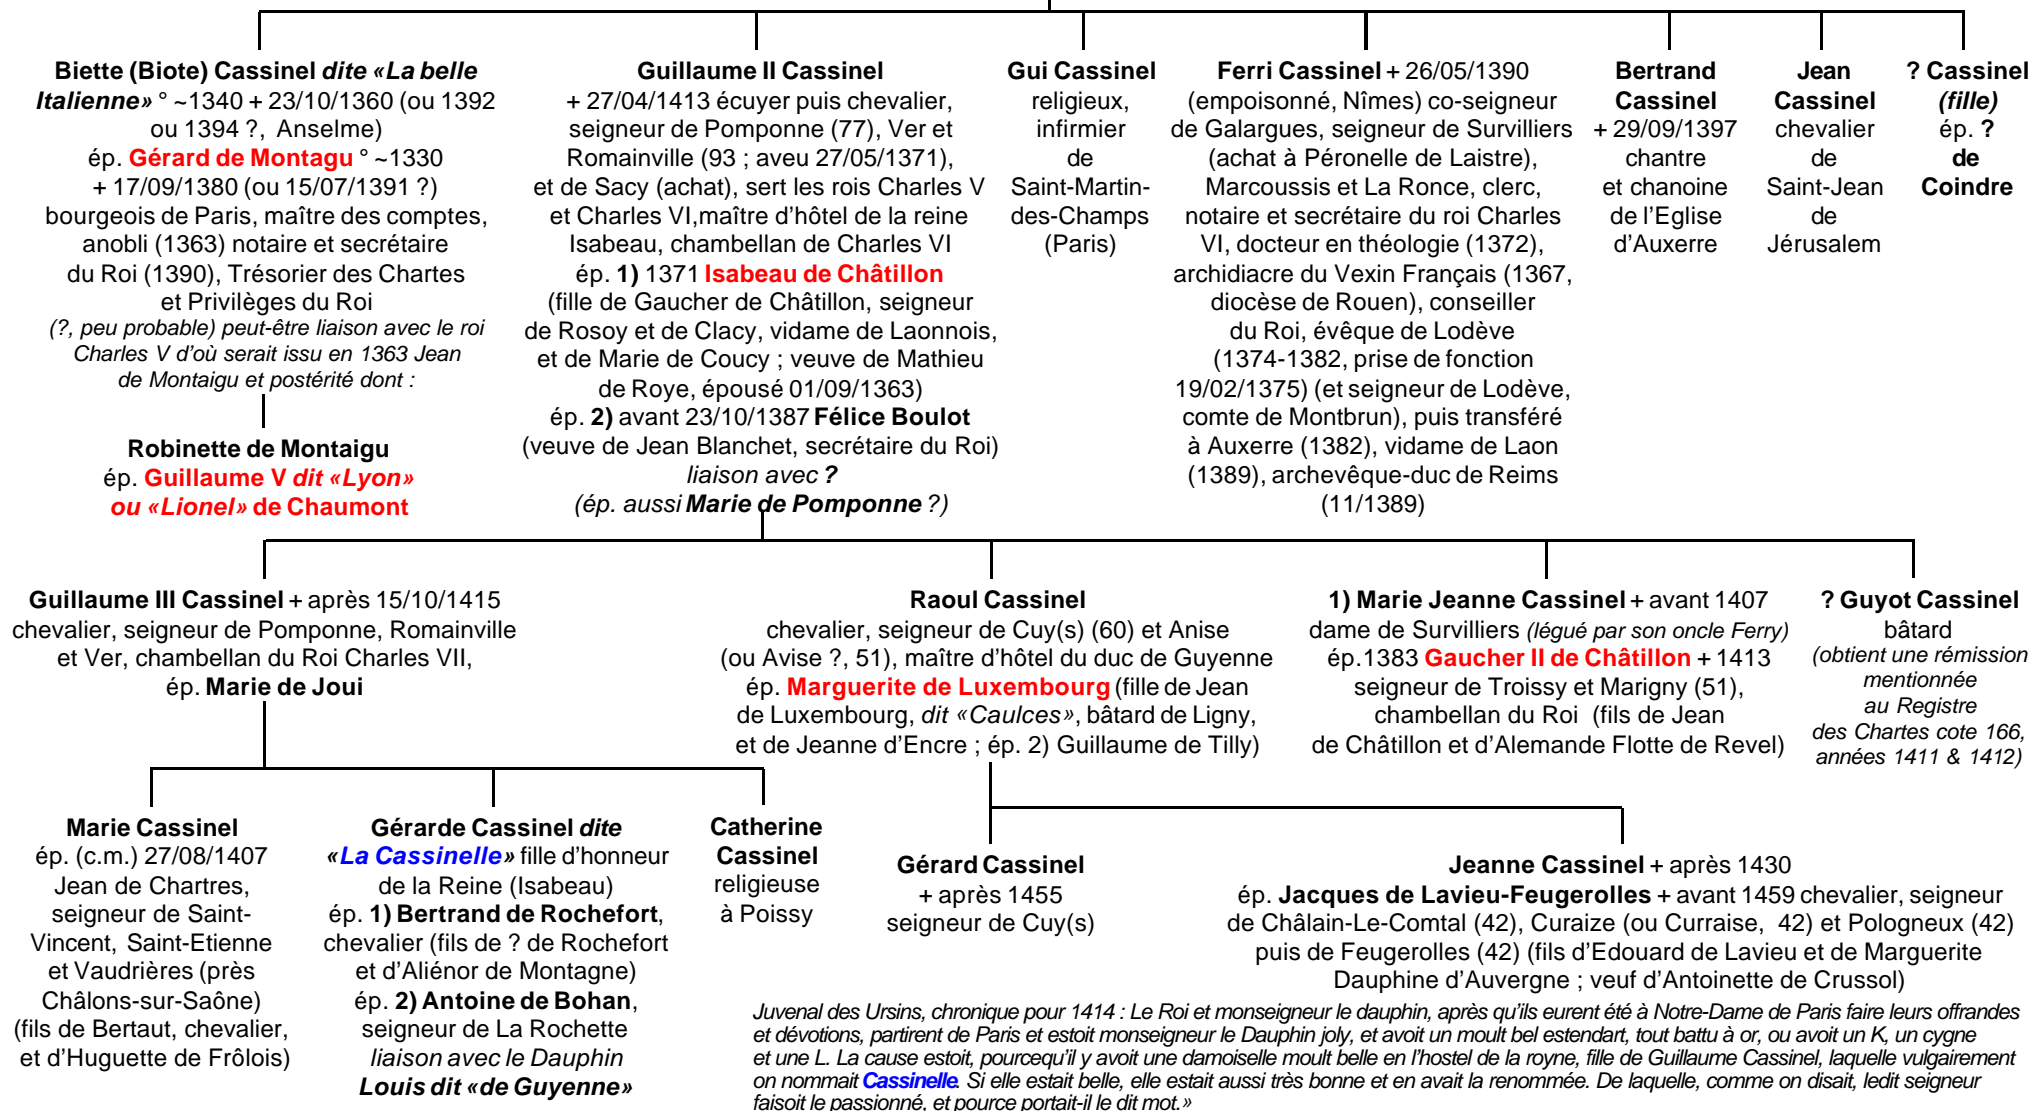 Biette (Biote) Cassinel dite «La belle
Italienne» ° ~1340 + 23/10/1360 (ou 1392
ou 1394 ?, Anselme)
ép. Gérard de Montagu ° ~1330
+ 17/09/1380 (ou 15/07/1391 ?)
bourgeois de Paris, maître des comptes,
anobli (1363) notaire et secrétaire
du Roi (1390), Trésorier des Chartes
et Privilèges du Roi
(?, peu probable) peut-être liaison avec le roi
Charles V d'où serait issu en 1363 Jean
de Montaigu et postérité dont :
Robinette de Montaigu
ép. Guillaume V dit «Lyon»
ou «Lionel» de Chaumont
Guillaume II Cassinel
+ 27/04/1413 écuyer puis chevalier,
seigneur de Pomponne (77), Ver et
Romainville (93 ; aveu 27/05/1371),
et de Sacy (achat), sert les rois Charles V
et Charles VI,maître d'hôtel de la reine
Isabeau, chambellan de Charles VI
ép. 1) 1371 Isabeau de Châtillon
(fille de Gaucher de Châtillon, seigneur
de Rosoy et de Clacy, vidame de Laonnois,
et de Marie de Coucy ; veuve de Mathieu
de Roye, épousé 01/09/1363)
ép. 2) avant 23/10/1387 Félice Boulot
(veuve de Jean Blanchet, secrétaire du Roi)
liaison avec ?
(ép. aussi Marie de Pomponne ?)
Gui Cassinel
religieux,
infirmier
de
Saint-Martin-
des-Champs
(Paris)
Ferri Cassinel + 26/05/1390
(empoisonné, Nîmes) co-seigneur
de Galargues, seigneur de Survilliers
(achat à Péronelle de Laistre),
Marcoussis et La Ronce, clerc,
notaire et secrétaire du roi Charles
VI, docteur en théologie (1372),
archidiacre du Vexin Français (1367,
diocèse de Rouen), conseiller
du Roi, évêque de Lodève
(1374-1382, prise de fonction
19/02/1375) (et seigneur de Lodève,
comte de Montbrun), puis transféré
à Auxerre (1382), vidame de Laon
(1389), archevêque-duc de Reims
(11/1389)
Bertrand
Cassinel
+ 29/09/1397
chantre
et chanoine
de l'Eglise
d'Auxerre
Jean
Cassinel
chevalier
de
Saint-Jean
de
Jérusalem
? Cassinel
(fille)
ép. ?
de
Coindre
Guillaume III Cassinel + après 15/10/1415
chevalier, seigneur de Pomponne, Romainville
et Ver, chambellan du Roi Charles VII,
ép. Marie de Joui
Raoul Cassinel
chevalier, seigneur de Cuy(s) (60) et Anise
(ou Avise ?, 51), maître d'hôtel du duc de Guyenne
ép. Marguerite de Luxembourg (fille de Jean
de Luxembourg, dit «Caulces», bâtard de Ligny,
et de Jeanne d'Encre ; ép. 2) Guillaume de Tilly)
1) Marie Jeanne Cassinel + avant 1407
dame de Survilliers (légué par son oncle Ferry)
ép.1383 Gaucher II de Châtillon + 1413
seigneur de Troissy et Marigny (51),
chambellan du Roi (fils de Jean
de Châtillon et d'Alemande Flotte de Revel)
? Guyot Cassinel
bâtard
(obtient une rémission
mentionnée
au Registre
des Chartes cote 166,
années 1411 & 1412)
Marie Cassinel
ép. (c.m.) 27/08/1407
Jean de Chartres,
seigneur de Saint-
Vincent, Saint-Etienne
et Vaudrières (près
Châlons-sur-Saône)
(fils de Bertaut, chevalier,
et d'Huguette de Frôlois)
Gérarde Cassinel dite
«La Cassinelle» fille d'honneur
de la Reine (Isabeau)
ép. 1) Bertrand de Rochefort,
chevalier (fils de ? de Rochefort
et d'Aliénor de Montagne)
ép. 2) Antoine de Bohan,
seigneur de La Rochette
liaison avec le Dauphin
Louis dit «de Guyenne»
Catherine
Cassinel
religieuse
à Poissy
Gérard Cassinel
+ après 1455
seigneur de Cuy(s)
Jeanne Cassinel + après 1430
ép. Jacques de Lavieu-Feugerolles + avant 1459 chevalier, seigneur
de Châlain-Le-Comtal (42), Curaize (ou Curraise, 42) et Pologneux (42)
puis de Feugerolles (42) (fils d'Edouard de Lavieu et de Marguerite
Dauphine d'Auvergne ; veuf d'Antoinette de Crussol)
Juvenal des Ursins, chronique pour 1414 : Le Roi et monseigneur le dauphin, après qu'ils eurent été à Notre-Dame de Paris faire leurs offrandes
et dévotions, partirent de Paris et estoit monseigneur le Dauphin joly, et avoit un moult bel estendart, tout battu à or, ou avoit un K, un cygne
et une L. La cause estoit, pourcequ'il y avoit une damoiselle moult belle en l'hostel de la royne, fille de Guillaume Cassinel, laquelle vulgairement
on nommait Cassinelle. Si elle estait belle, elle estait aussi très bonne et en avait la renommée. De laquelle, comme on disait, ledit seigneur
faisoit le passionné, et pource portait-il le dit mot.»